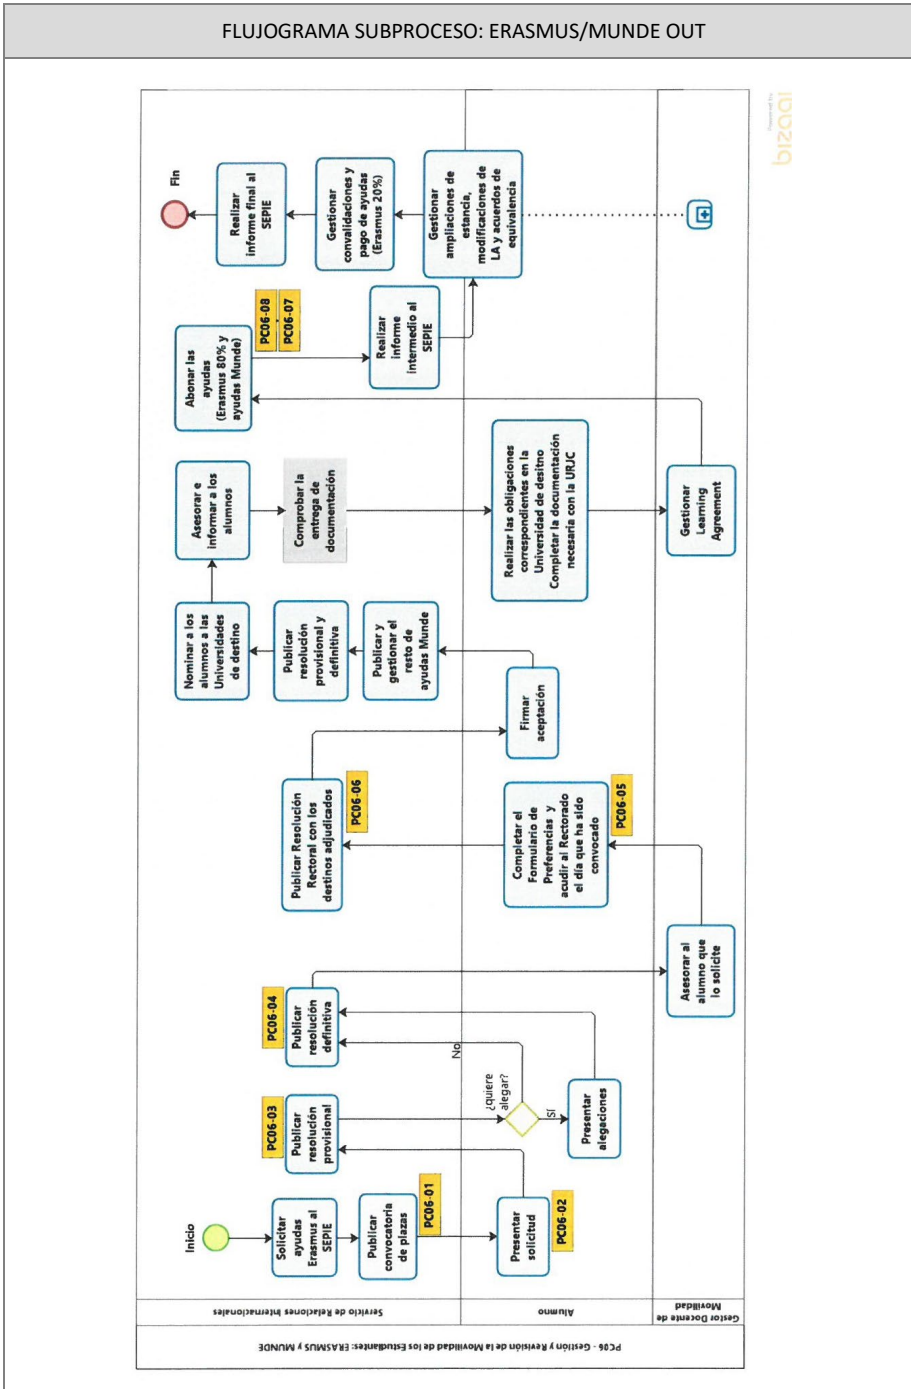 FLUJOGRAMA SUBPROCESO: ERASMUS/MUNDE OUT
PC06 - Gestión y Revisión de la de la Movilidad de los Estudiantes: ERASMUS y MUNDE
Servicio de Relaciones Internacionales
Alumno
Gestor Docente de
Movilidad
Inicio
Solicitar
ayudas
Erasmus al
SEPIE
Publicar
convocatoria
de plazas
PC06-01
Presentar
solicitud
PC06-02
PC06-03
Publicar
resolución
provisional
¿quiere
alegar?
No
Sí
Presentar
alegaciones
PC06-04
Publicar
resolución
definitiva
Asesorar al
alumno que
lo solicite
Completar el
Formulario de
Preferencias y
acudir al Rectorado
el día que ha sido
convocado
PC06-05
Publicar Resolución
Rectoral con los
destinos adjudicados
PC06-06
Firmar
aceptación
Publicar y
gestionar el
resto de
ayudas Munde
Publicar
resolución
provisional y
definitiva
Nominar a los
alumnos a las
Universidades
de destino
Asesorar e
informar a los
alumnos
Comprobar la
entrega de
documentación
Realizar las obligaciones
correspondientes en la
Universidad de desitno
Completar la documentación
necesaria con la URJC
Gestionar
Learning
Agreement
Abonar las
ayudas
(Erasmus 80% y
ayudas Munde)
PC06-08
PC06-07
Realizar
informe
intermedio al
SEPIE
Gestionar
ampliaciones de
estancia,
modificaciones de
LA y acuerdos de
equivalencia
Gestionar
convalidaciones y
pago de ayudas
(Erasmus 20%)
Realizar
informe final al
SEPIE
Fin
Powered by
bizagi